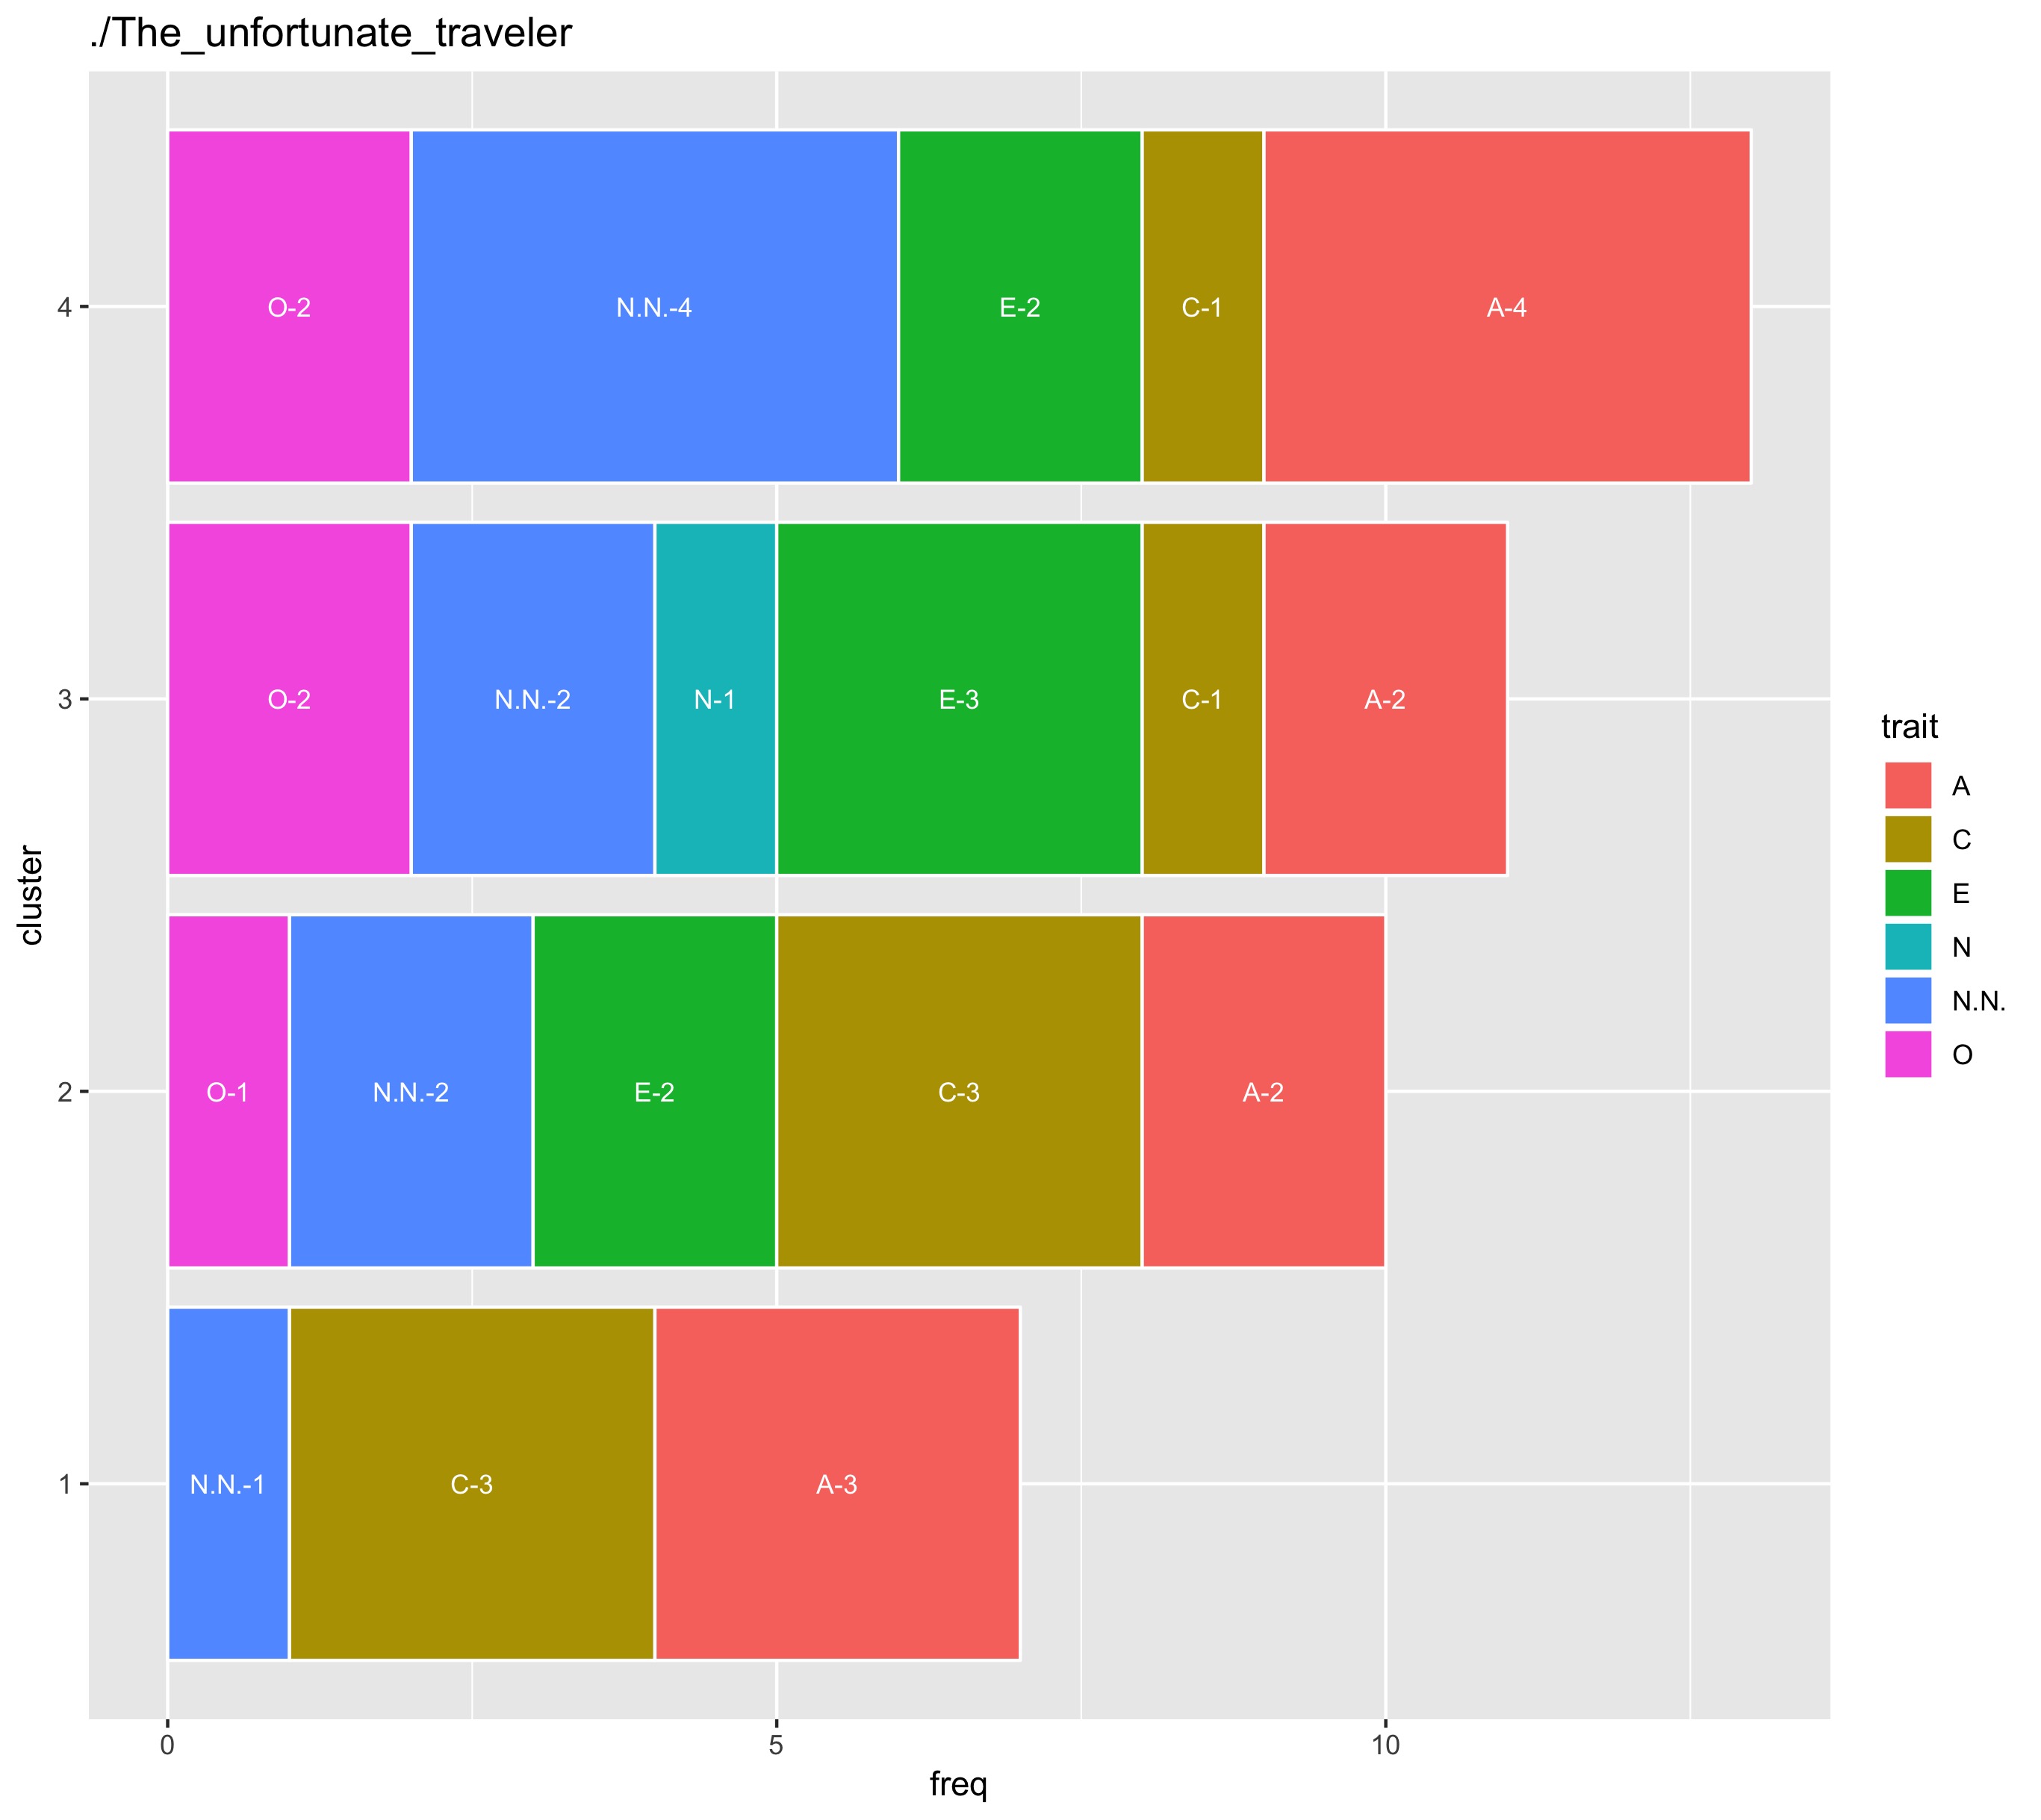 ./The_unfortunate_traveler
cluster
4
O-2 N.N.-4 E-2 C-1 A-4
3
O-2 N.N.-2 N-1 E-3 C-1 A-2
2
O-1 N.N.-2 E-2 C-3 A-2
1
N.N.-1 C-3 A-3
0 5 10
freq
trait
A
C
E
N
N.N.
O